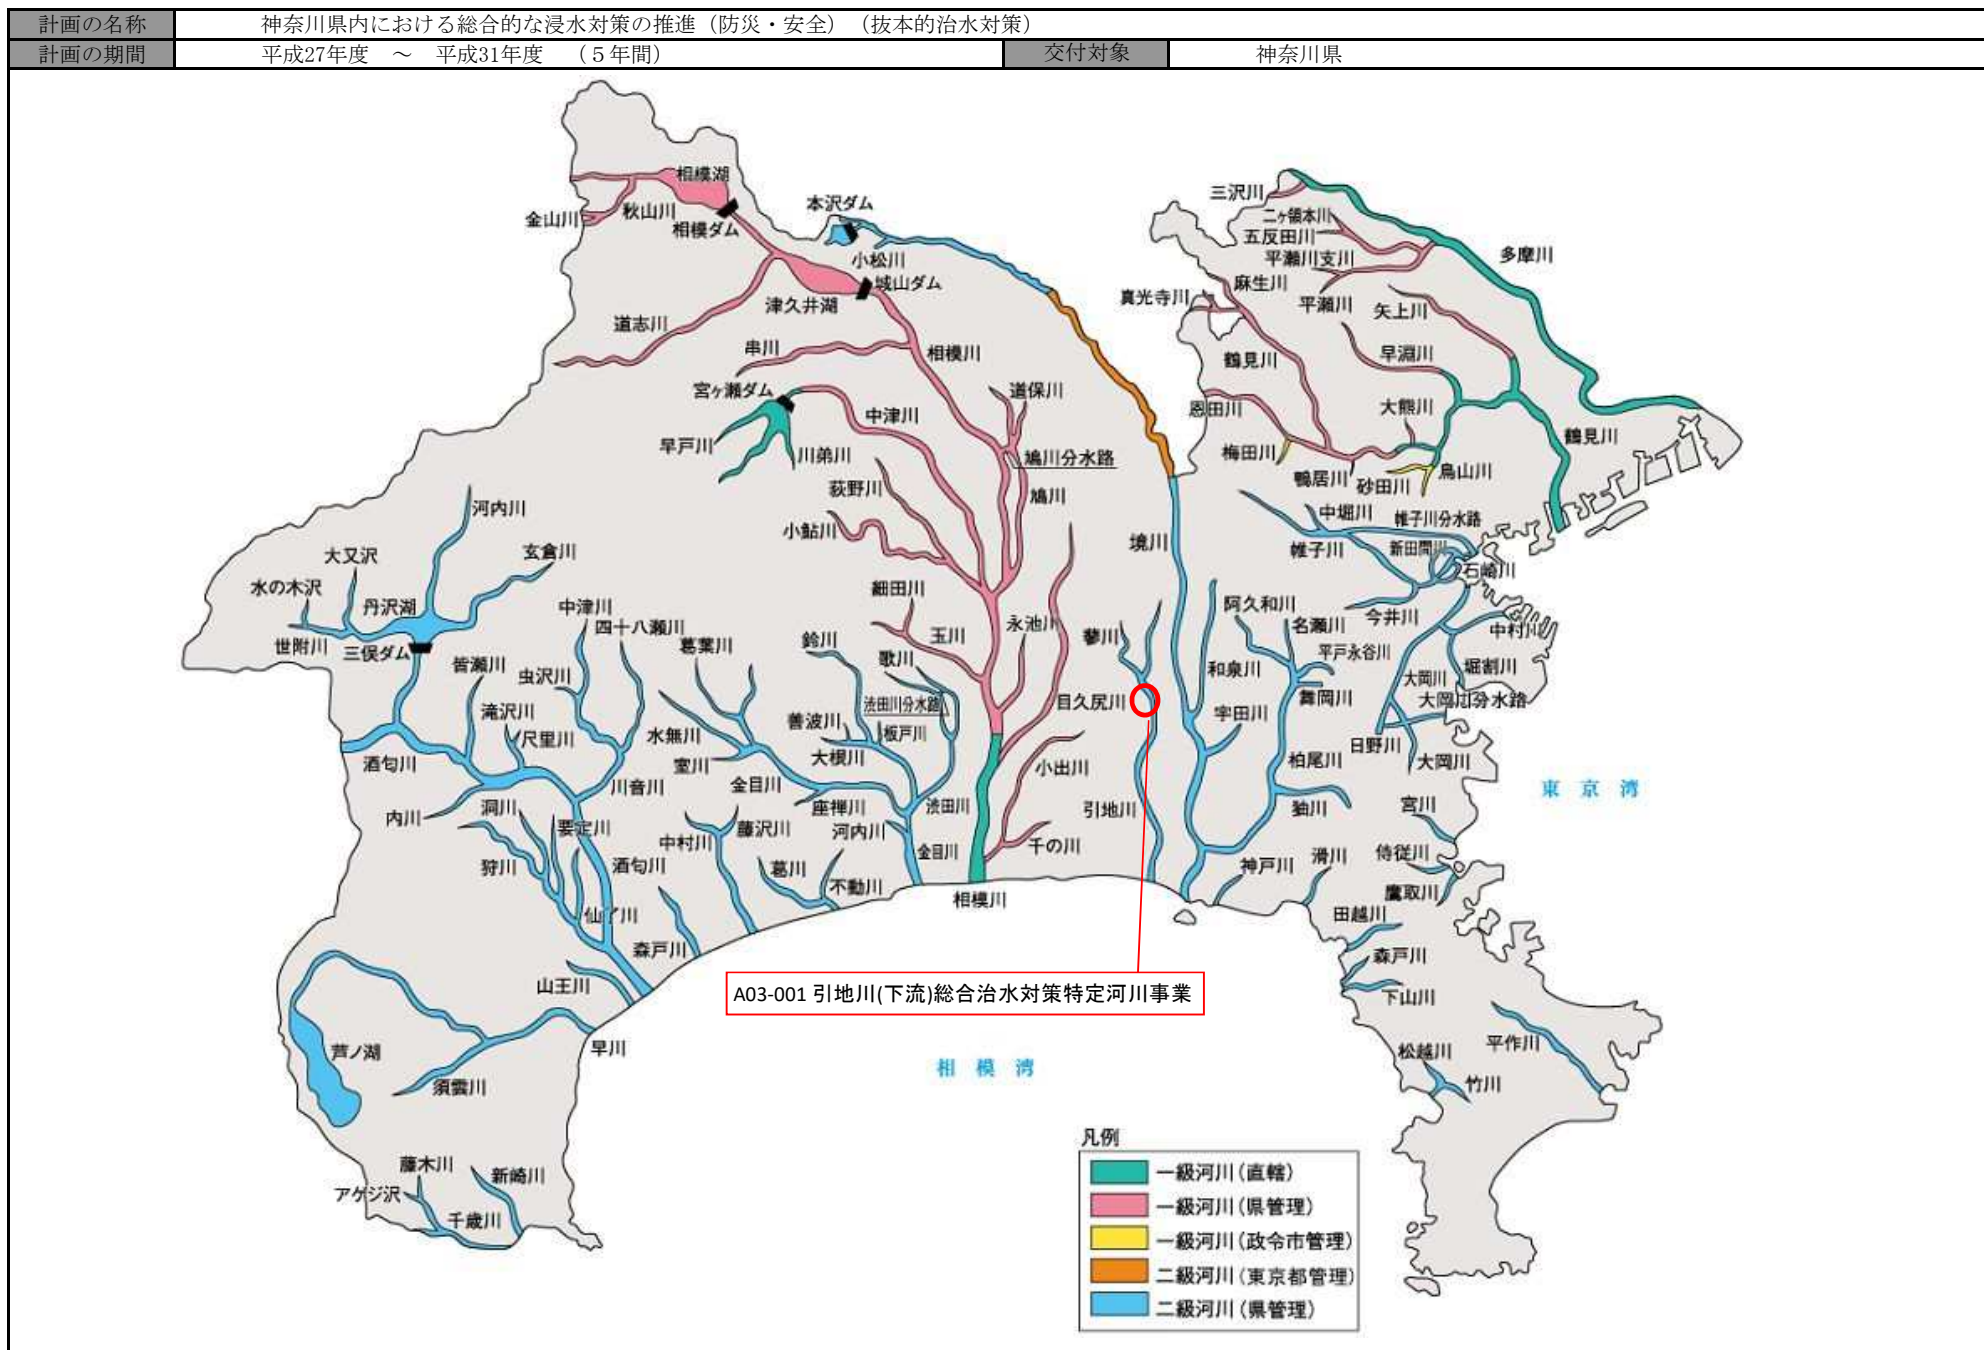 計画の名称 神奈川県内における総合的な浸水対策の推進（防災・安全）（抜本的治水対策）
計画の期間 平成27年度 ～ 平成31年度 （５年間） 交付対象 神奈川県
相模湖
金山川
秋山川
相模ダム
本沢ダム
小松川
城山ダム
津久井湖
道志川
串川
相模川
宮ヶ瀬ダム
中津川
道保川
早戸川
川弟川
鳩川分水路
荻野川
鳩川
小鮎川
三沢川
二ヶ領本川
五反田川
平瀬川支川
多摩川
麻生川
真光寺川
平瀬川
矢上川
鶴見川
早淵川
恩田川
大熊川
鶴見川
梅田川
鴨居川
砂田川
鳥山川
河内川
大又沢
玄倉川
水の木沢
丹沢湖
世附川
三保ダム
中津川
四十八瀬川
皆瀬川
虫沢川
葛葉川
滝沢川
尺里川
水無川
室川
酒匂川
川音川
金目川
内川
洞川
要定川
狩川
酒匂川
仙了川
中村川
藤沢川
葛川
不動川
森戸川
山王川
鈴川
歌川
渋田川分水路
善波川
板戸川
大根川
座禅川
渋田川
河内川
金目川
細田川
玉川
永池川
目久尻川
小出川
千の川
相模川
境川
蓼川
引地川
阿久和川
名瀬川
和泉川
平戸永谷川
舞岡川
宇田川
柏尾川
㹨川
神戸川
滑川
中堀川
帷子川分水路
帷子川
新田間川
石崎川
今井川
中村川
堀割川
大岡川
大岡川分水路
日野川
大岡川
宮川
侍従川
鷹取川
田越川
森戸川
下山川
松越川
平作川
竹川
東京湾
A03-001 引地川(下流)総合治水対策特定河川事業
相模湾
芦ノ湖
早川
須雲川
藤木川
新崎川
アケジ沢
千歳川
凡例
一級河川(直轄)
一級河川(県管理)
一級河川(政令市管理)
二級河川(東京都管理)
二級河川(県管理)